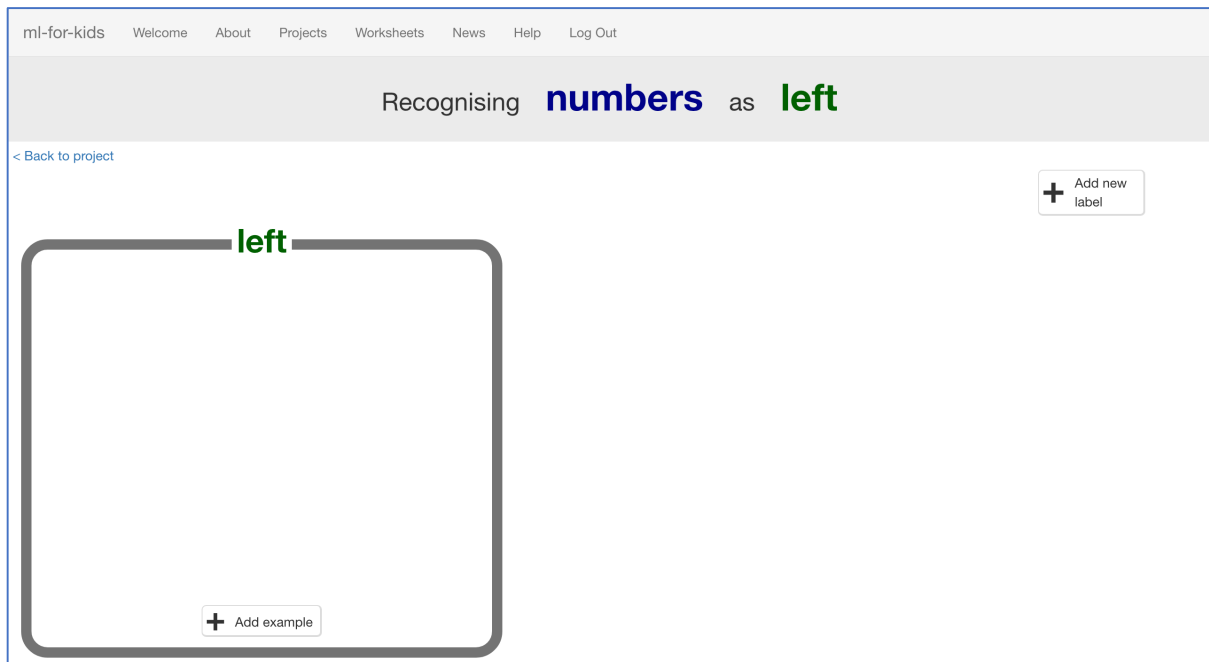 ml-for-kids Welcome About Projects Worksheets News Help Log Out
Recognising numbers as left
< Back to project
Add new
label
left
Add example